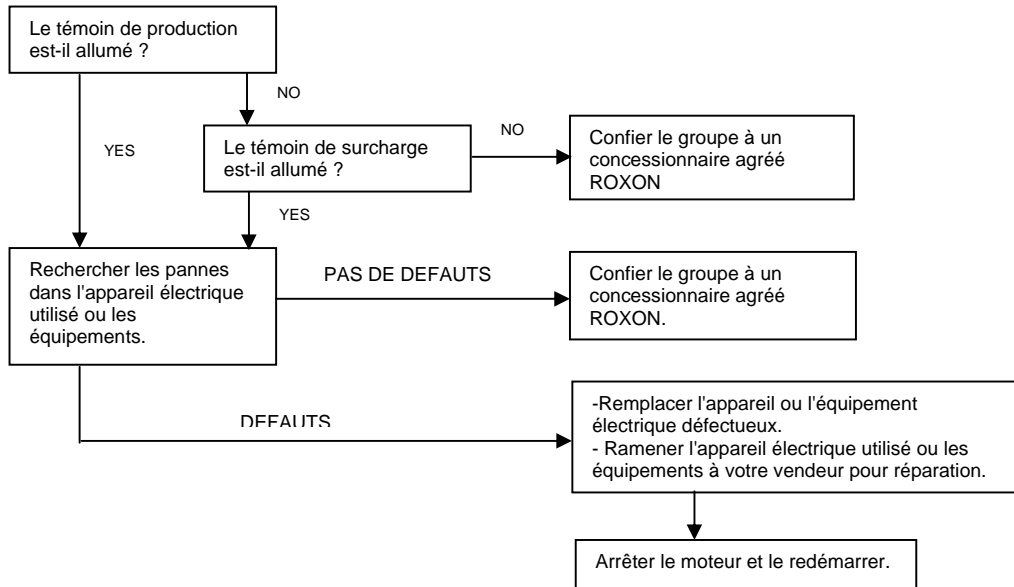 Le témoin de production
est-il allumé ?
NO
YES
Le témoin de surcharge
est-il allumé ?
NO
Confier le groupe à un
concessionnaire agréé
ROXON
YES
Rechercher les pannes
dans l'appareil électrique
utilisé ou les
équipements.
PAS DE DEFAUTS
Confier le groupe à un
concessionnaire agréé
ROXON.
DEFAUTS
-Remplacer l'appareil ou l'équipement
électrique défectueux.
- Ramener l'appareil électrique utilisé ou les
équipements à votre vendeur pour réparation.
Arrêter le moteur et le redémarrer.